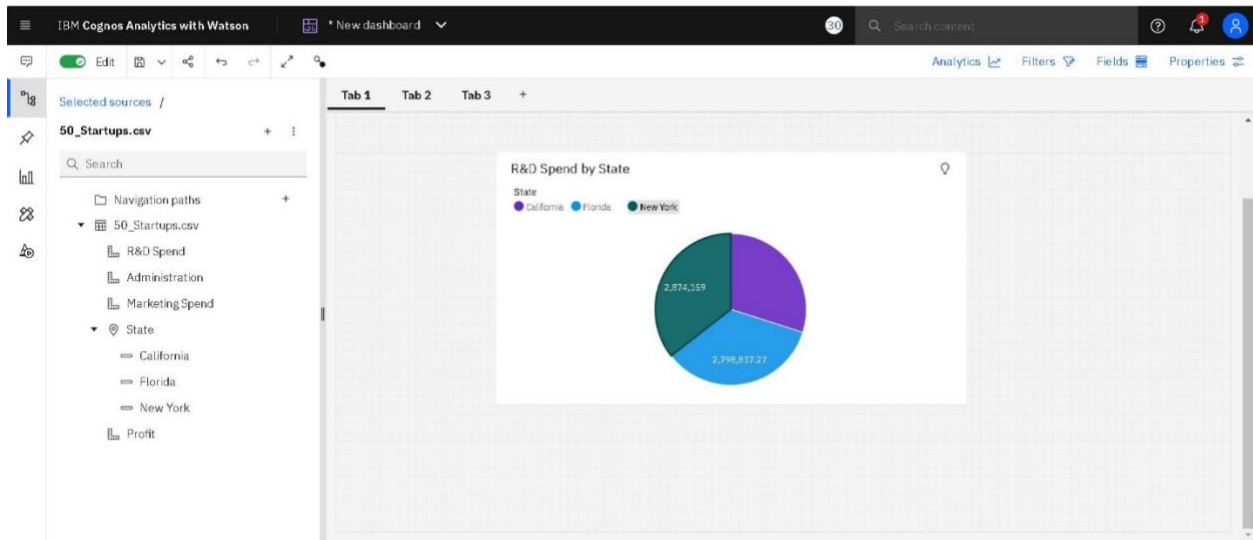 IBM Cognos Analytics with Watson
* New dashboard
30
Search content
1
Edit
Analytics
Filters
Fields
Properties
Selected sources /
Tab 1
Tab 2
Tab 3
+
50_Startups.csv
Search
Navigation paths
50_Startups.csv
R&D Spend
Administration
Marketing Spend
State
California
Florida
New York
Profit
R&D Spend by State
State
California Florida New York
2,874,159
2,798,837.27